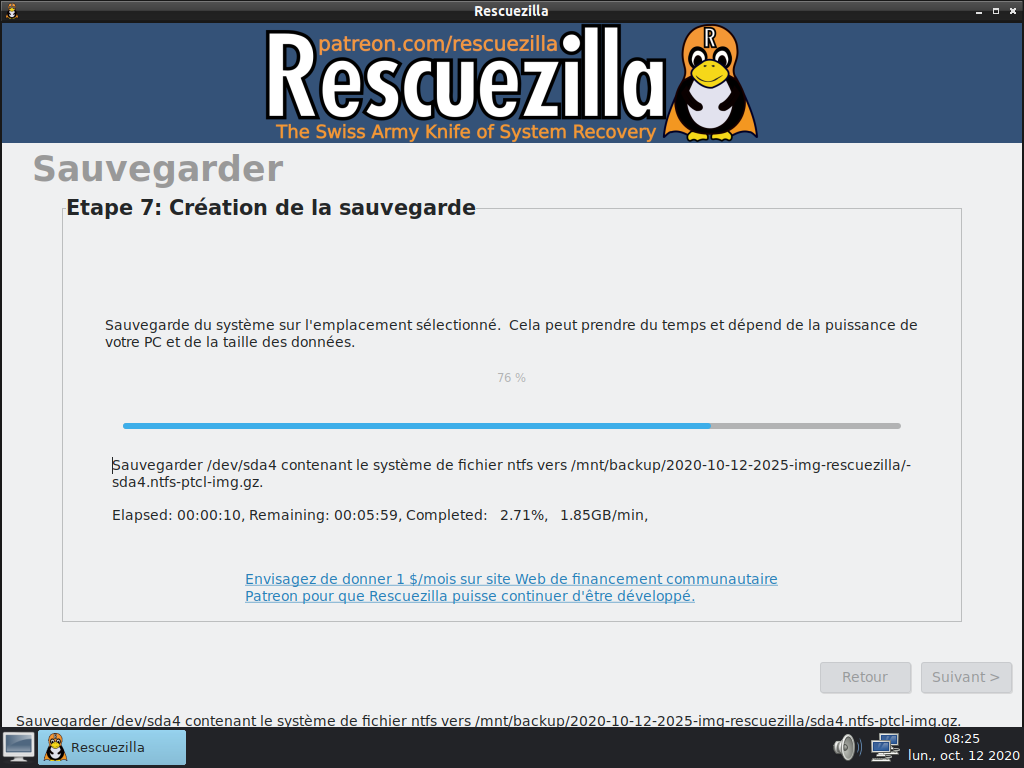 Rescuezilla
patreon.com/rescuezilla
R
Rescuezilla
The Swiss Army Knife of System Recovery
Sauvegarder
Etape 7: Création de la sauvegarde
Sauvegarde du système sur l'emplacement sélectionné.  Cela peut prendre du temps et dépend de la puissance de
votre PC et de la taille des données.
76 %
Sauvegarder /dev/sda4 contenant le système de fichier ntfs vers /mnt/backup/2020-10-12-2025-img-rescuezilla/-
sda4.ntfs-ptcl-img.gz.
Elapsed: 00:00:10, Remaining: 00:05:59, Completed:   2.71%,   1.85GB/min,
Envisagez de donner 1 $/mois sur site Web de financement communautaire
Patreon pour que Rescuezilla puisse continuer d'être développé.
Retour
Suivant >
Sauvegarder /dev/sda4 contenant le système de fichier ntfs vers /mnt/backup/2020-10-12-2025-img-rescuezilla/sda4.ntfs-ptcl-img.gz.
Rescuezilla
08:25
lun., oct. 12 2020